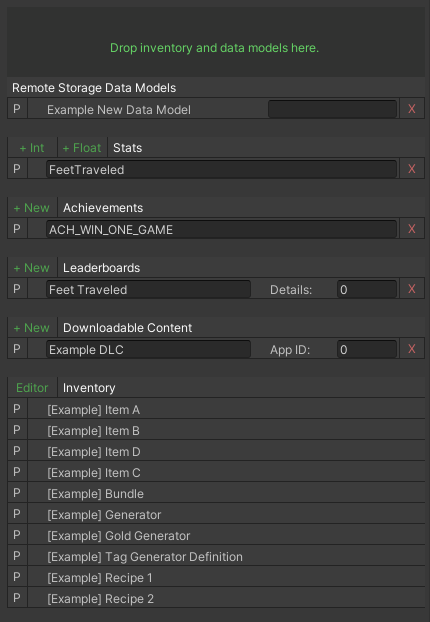 Drop inventory and data models here.
Remote Storage Data Models
P Example New Data Model X
+ Int + Float Stats
P FeetTraveled X
+ New Achievements
P ACH_WIN_ONE_GAME X
+ New Leaderboards
P Feet Traveled Details: 0 X
+ New Downloadable Content
P Example DLC App ID: 0 X
Editor Inventory
P [Example] Item A
P [Example] Item B
P [Example] Item D
P [Example] Item C
P [Example] Bundle
P [Example] Generator
P [Example] Gold Generator
P [Example] Tag Generator Definition
P [Example] Recipe 1
P [Example] Recipe 2